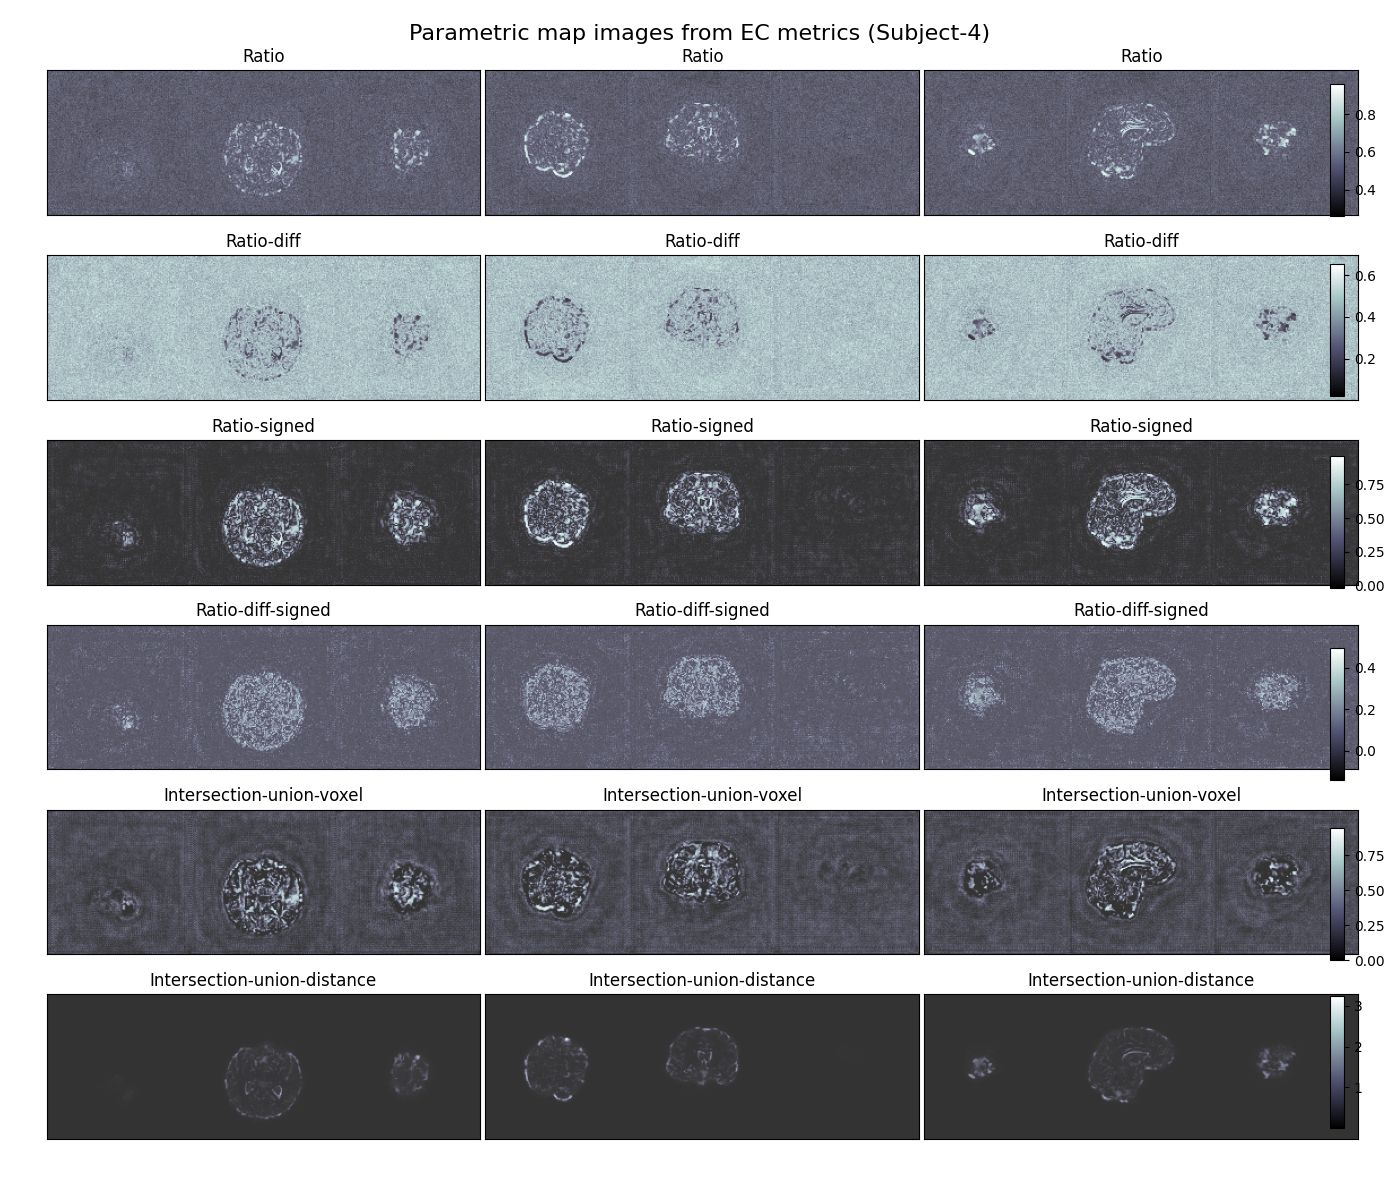 Parametric map images from EC metrics (Subject-4)
Ratio Ratio Ratio
0.8
0.6
0.4
Ratio-diff Ratio-diff Ratio-diff
0.6
0.4
0.2
Ratio-signed Ratio-signed Ratio-signed
0.75
0.50
0.25
0.00
Ratio-diff-signed Ratio-diff-signed Ratio-diff-signed
0.4
0.2
0.0
Intersection-union-voxel Intersection-union-voxel Intersection-union-voxel
0.75
0.50
0.25
0.00
Intersection-union-distance Intersection-union-distance Intersection-union-distance
3
2
1